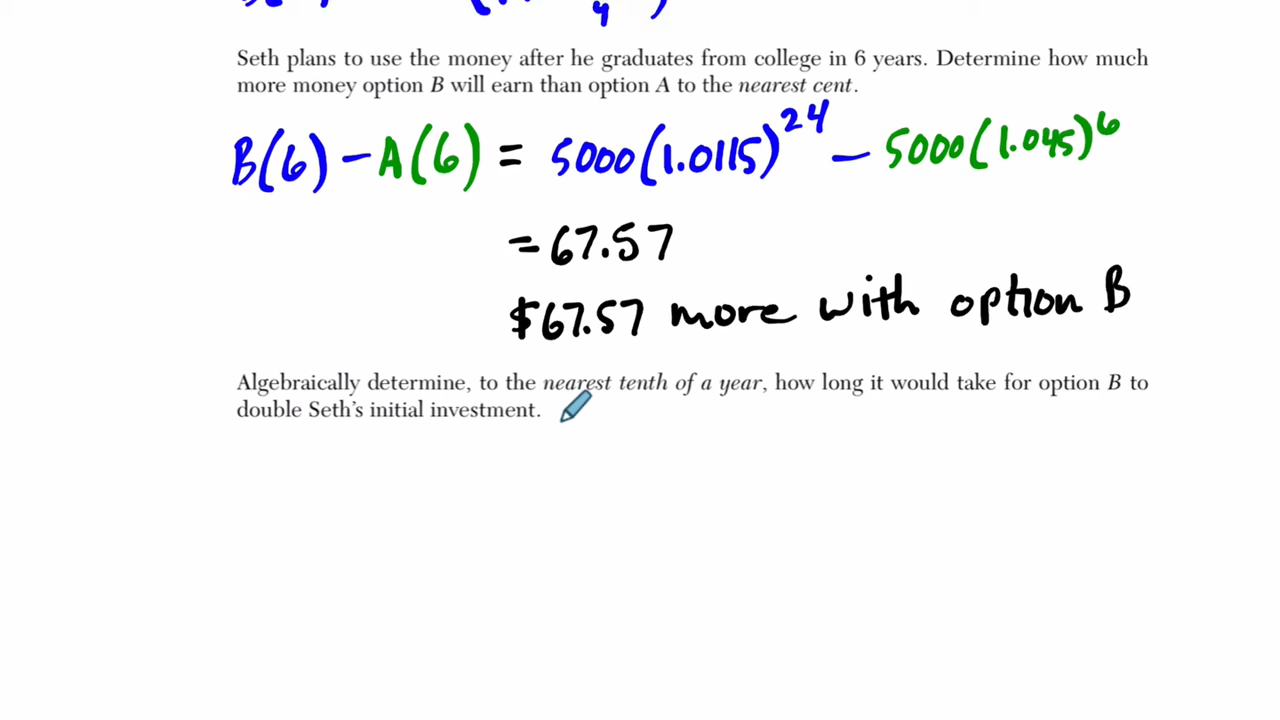 4
Seth plans to use the money after he graduates from college in 6 years. Determine how much
more money option B will earn than option A to the nearest cent.
B(6) - A(6) = 5000(1.0115)^24 - 5000(1.045)^6
= 67.57
$67.57 more with option B
Algebraically determine, to the nearest tenth of a year, how long it would take for option B to
double Seth's initial investment.